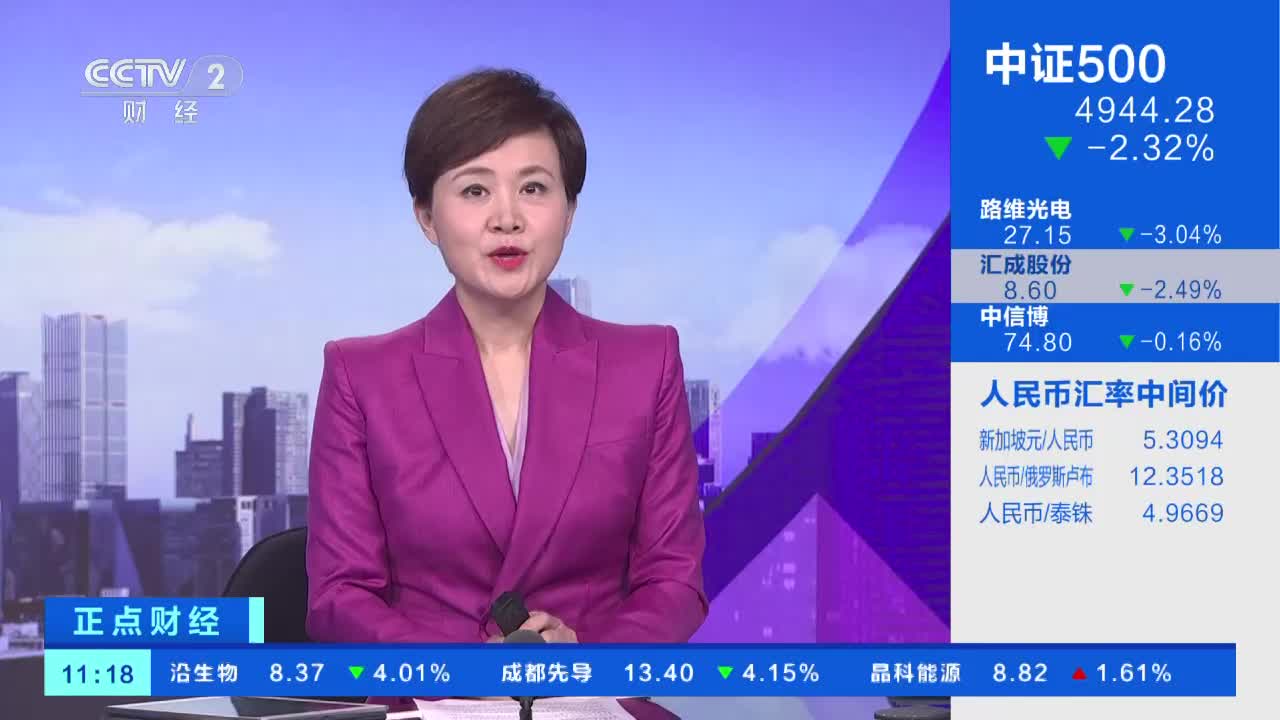 CCTV 2
财 经
中证500
4944.28
▼ -2.32%
路维光电
27.15 ▼ -3.04%
汇成股份
8.60 ▼ -2.49%
中信博
74.80 ▼ -0.16%
人民币汇率中间价
新加坡元/人民币 5.3094
人民币/俄罗斯卢布 12.3518
人民币/泰铢 4.9669
正点财经
11:18 沿生物 8.37 ▼ 4.01% 成都先导 13.40 ▼ 4.15% 晶科能源 8.82 ▲ 1.61%